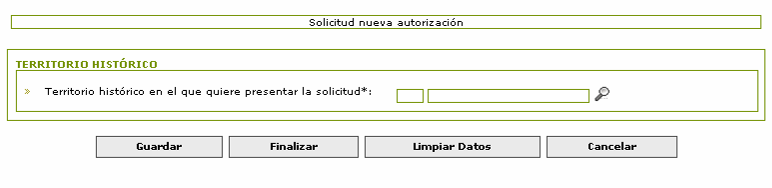 Solicitud nueva autorización
TERRITORIO HISTÓRICO
» Territorio histórico en el que quiere presentar la solicitud*:
Guardar Finalizar Limpiar Datos Cancelar